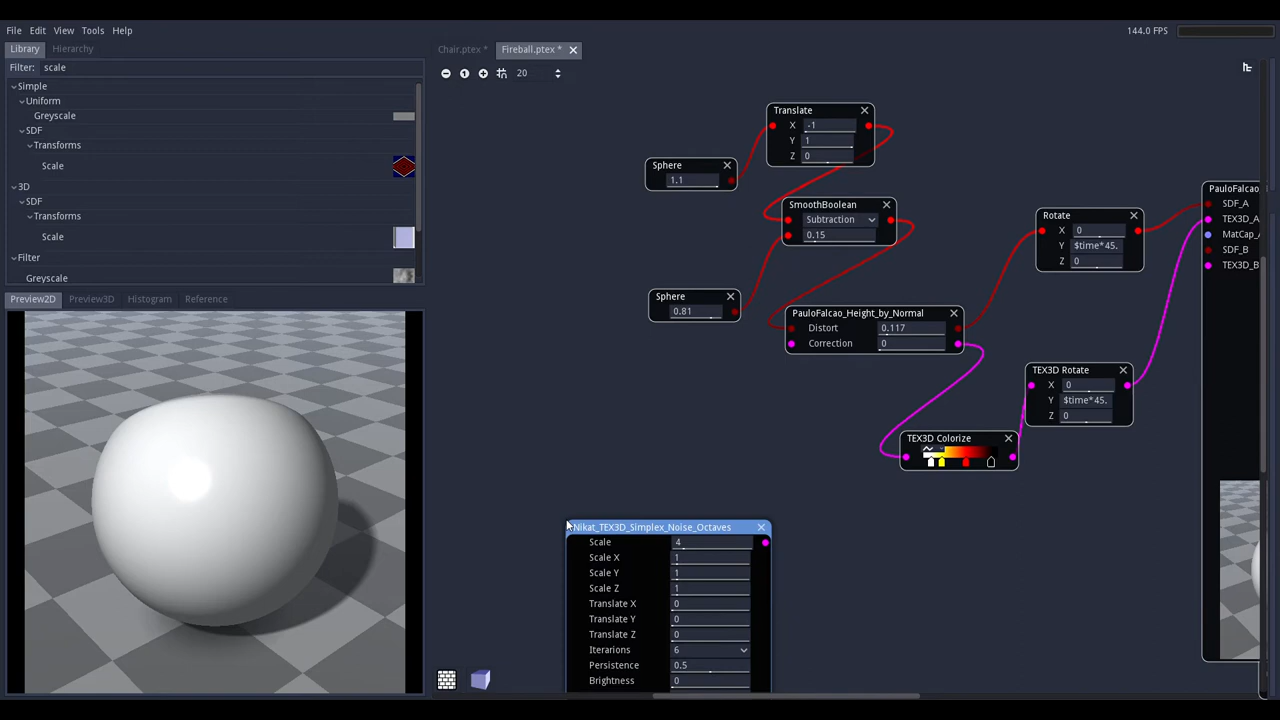 File Edit View Tools Help
144.0 FPS
Library Hierarchy
Chair.ptex * Fireball.ptex *
Filter: scale
20
Simple
Uniform
Greyscale
SDF
Transforms
Scale
3D
SDF
Transforms
Scale
Filter
Greyscale
Preview2D Preview3D Histogram Reference
Translate
X -1
Y 1
Z 0
Sphere
1.1
SmoothBoolean
Subtraction
0.15
Sphere
0.81
PauloFalcao_Height_by_Normal
Distort 0.117
Correction 0
Rotate
X 0
Y $time*45.
Z 0
TEX3D Rotate
X 0
Y $time*45.
Z 0
TEX3D Colorize
PauloFalcao
SDF_A
TEX3D_A
MatCap_A
SDF_B
TEX3D_B
Nikat_TEX3D_Simplex_Noise_Octaves
Scale 4
Scale X 1
Scale Y 1
Scale Z 1
Translate X 0
Translate Y 0
Translate Z 0
Iterarions 6
Persistence 0.5
Brightness 0